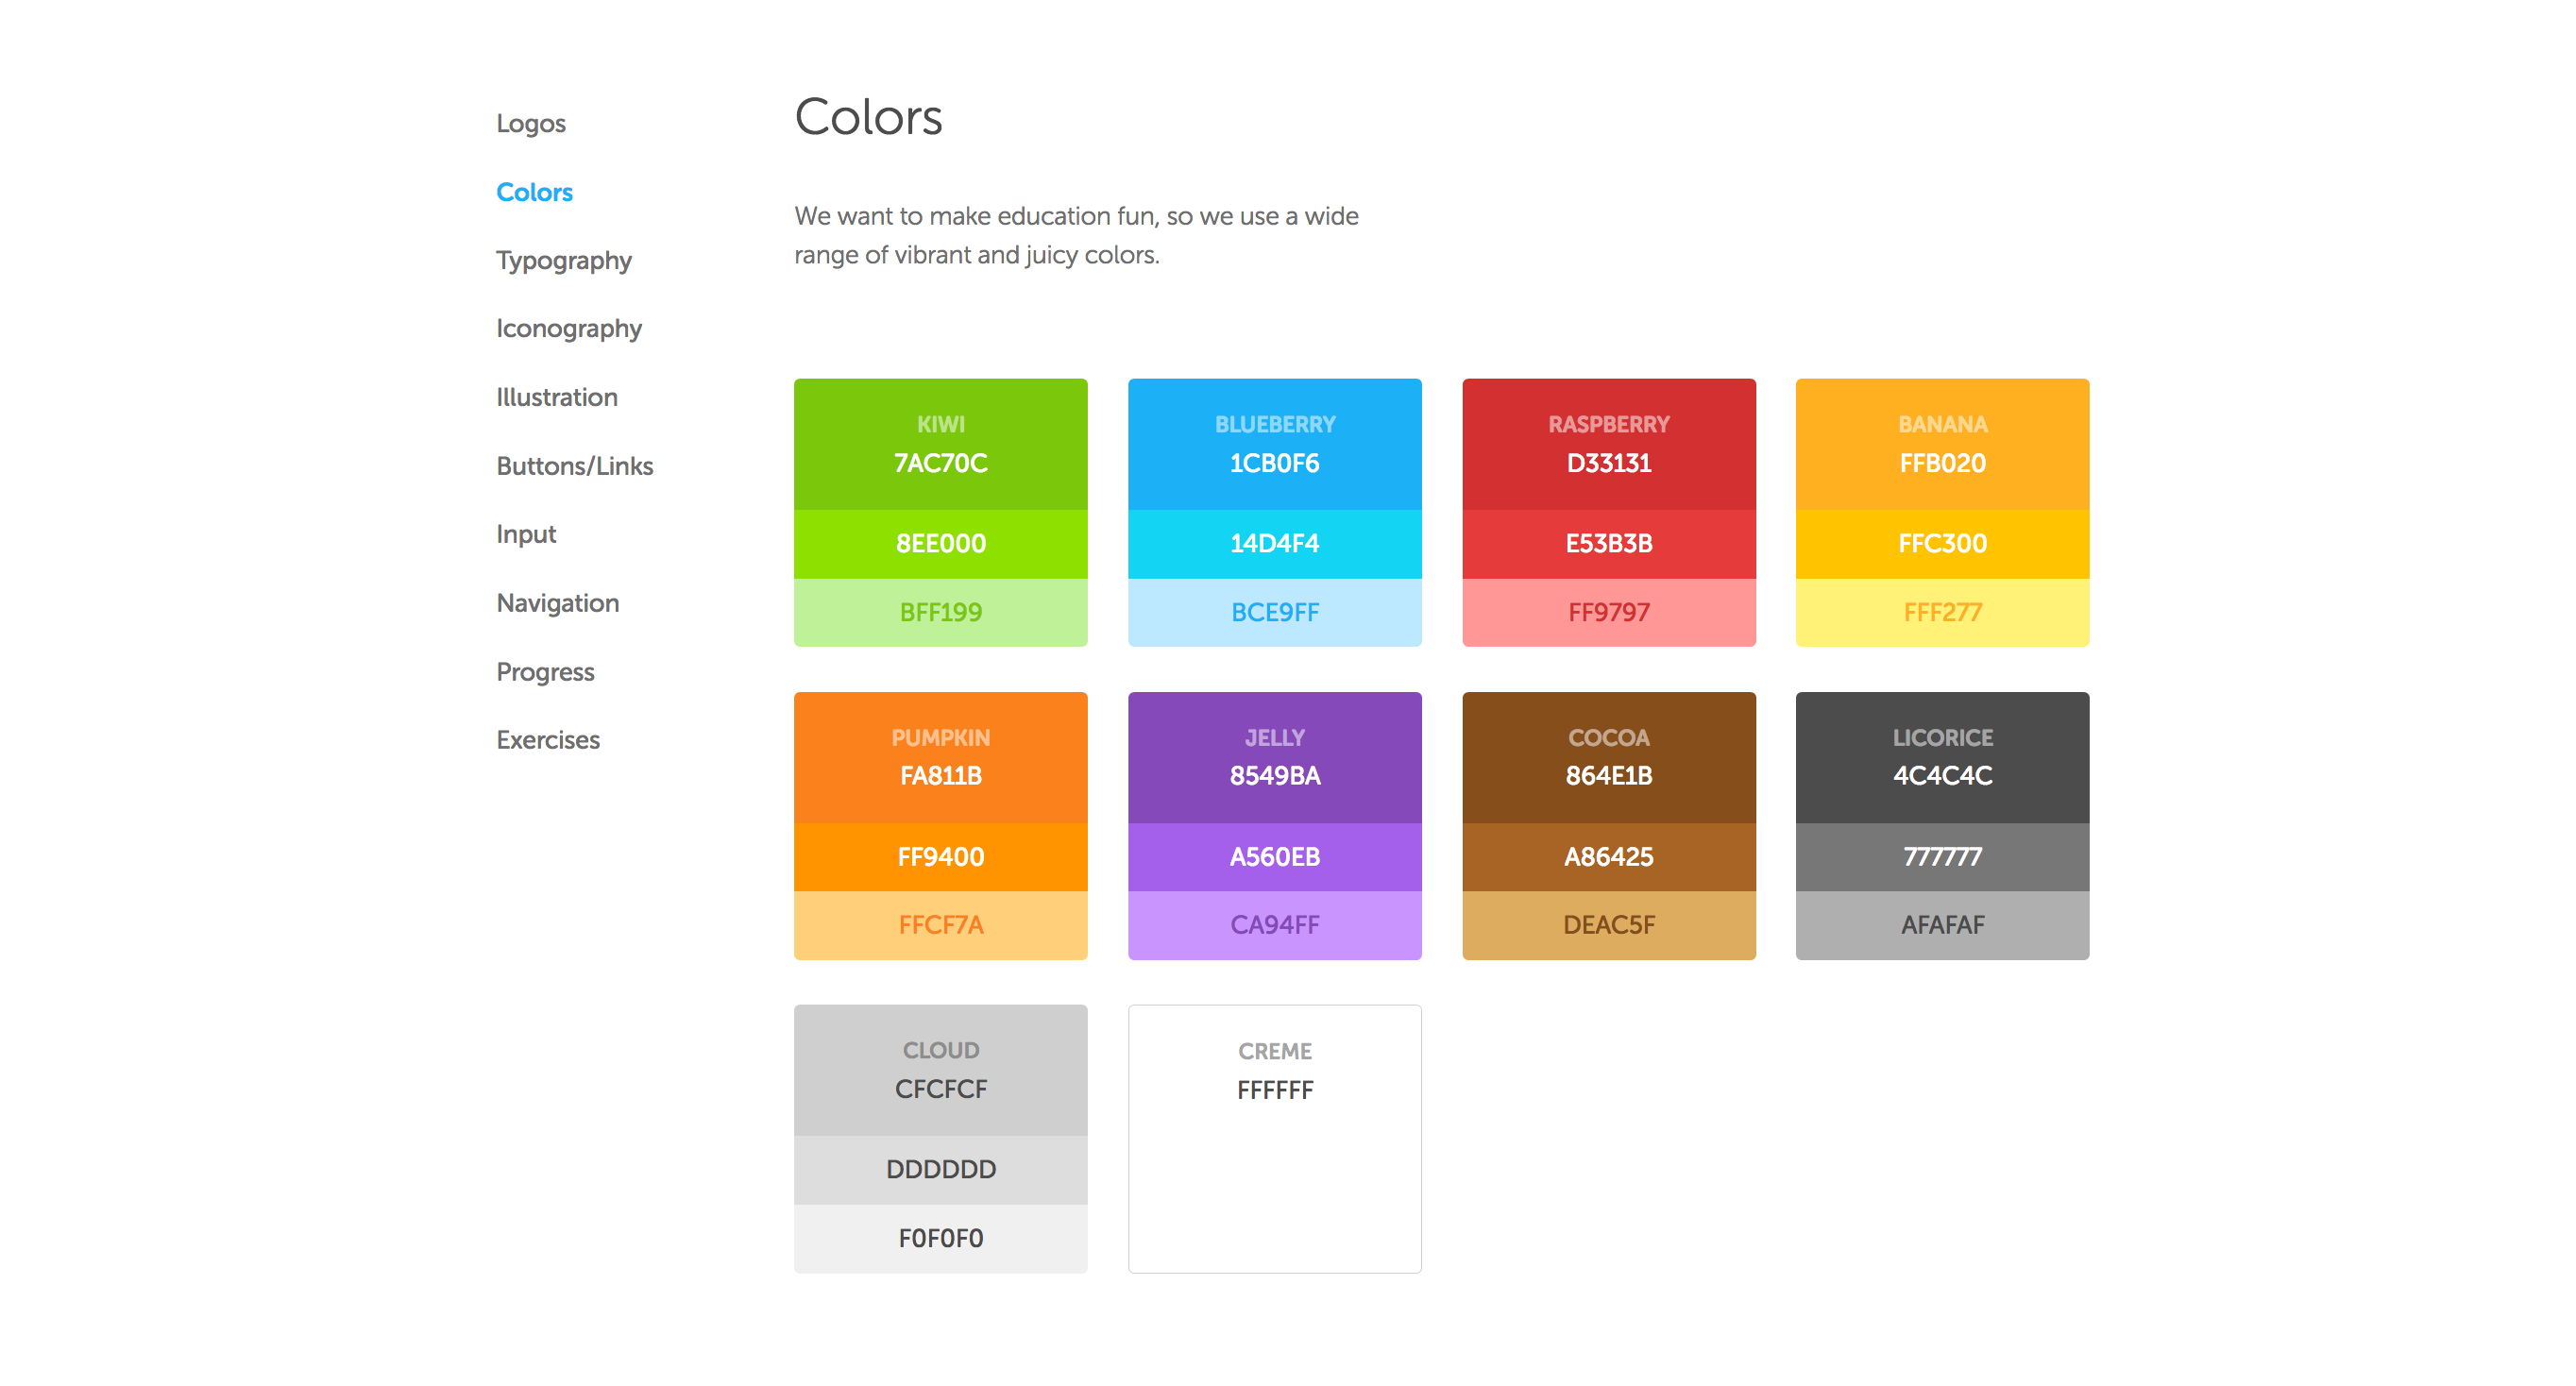 Logos
Colors
Typography
Iconography
Illustration
Buttons/Links
Input
Navigation
Progress
Exercises
Colors
We want to make education fun, so we use a wide
range of vibrant and juicy colors.
KIWI
7AC70C
8EE000
BFF199
BLUEBERRY
1CB0F6
14D4F4
BCE9FF
RASPBERRY
D33131
E53B3B
FF9797
BANANA
FFB020
FFC300
FFF277
PUMPKIN
FA811B
FF9400
FFCF7A
JELLY
8549BA
A560EB
CA94FF
COCOA
864E1B
A86425
DEAC5F
LICORICE
4C4C4C
777777
AFAFAF
CLOUD
CFCFCF
DDDDDD
F0F0F0
CREME
FFFFFF